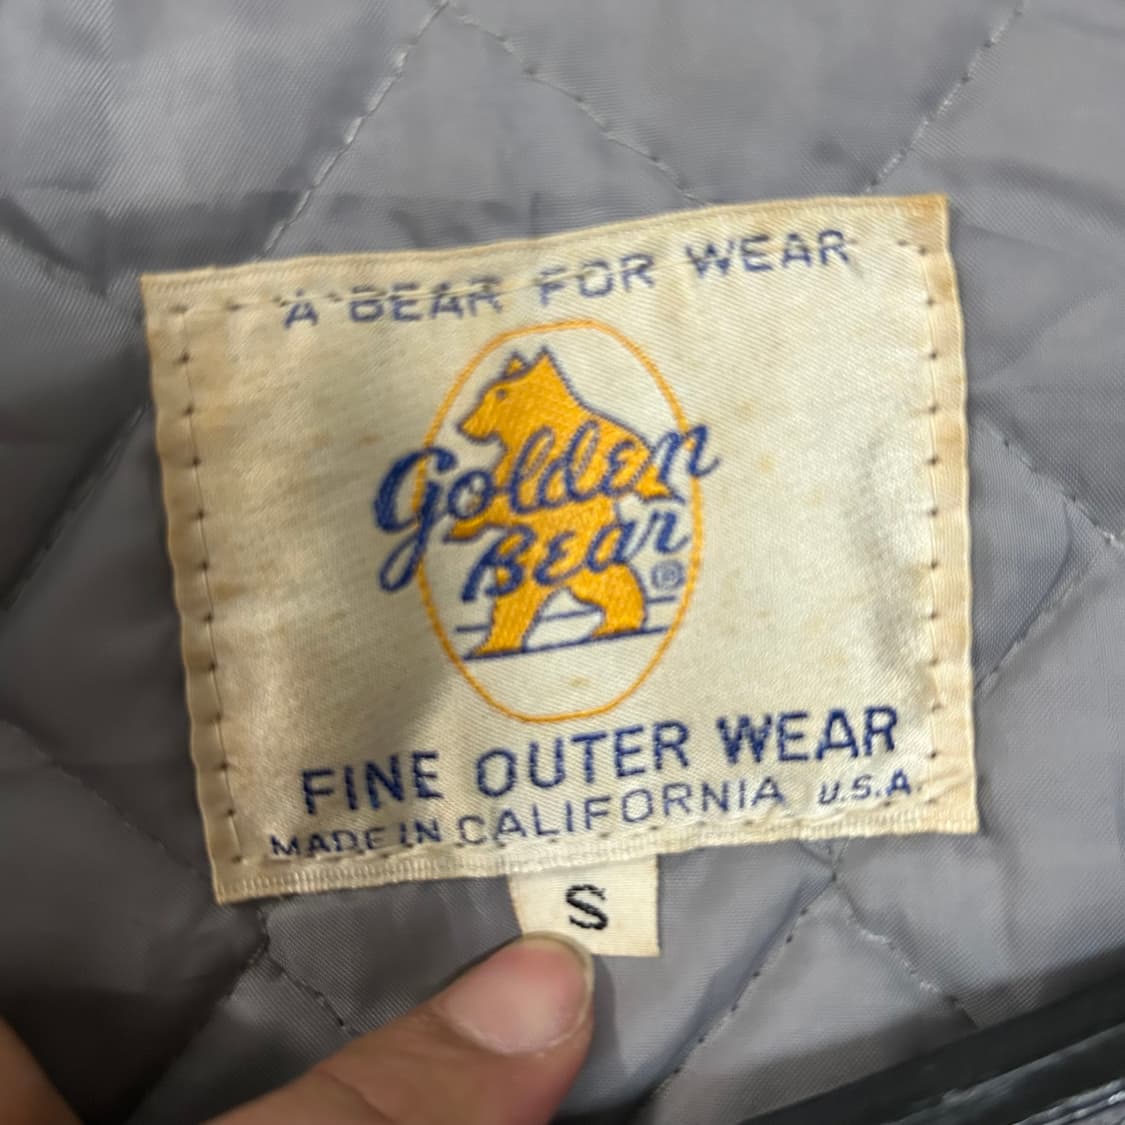 A BEAR FOR WEAR
Golden
Bear
®
FINE OUTER WEAR
MADE IN CALIFORNIA U.S.A.
S